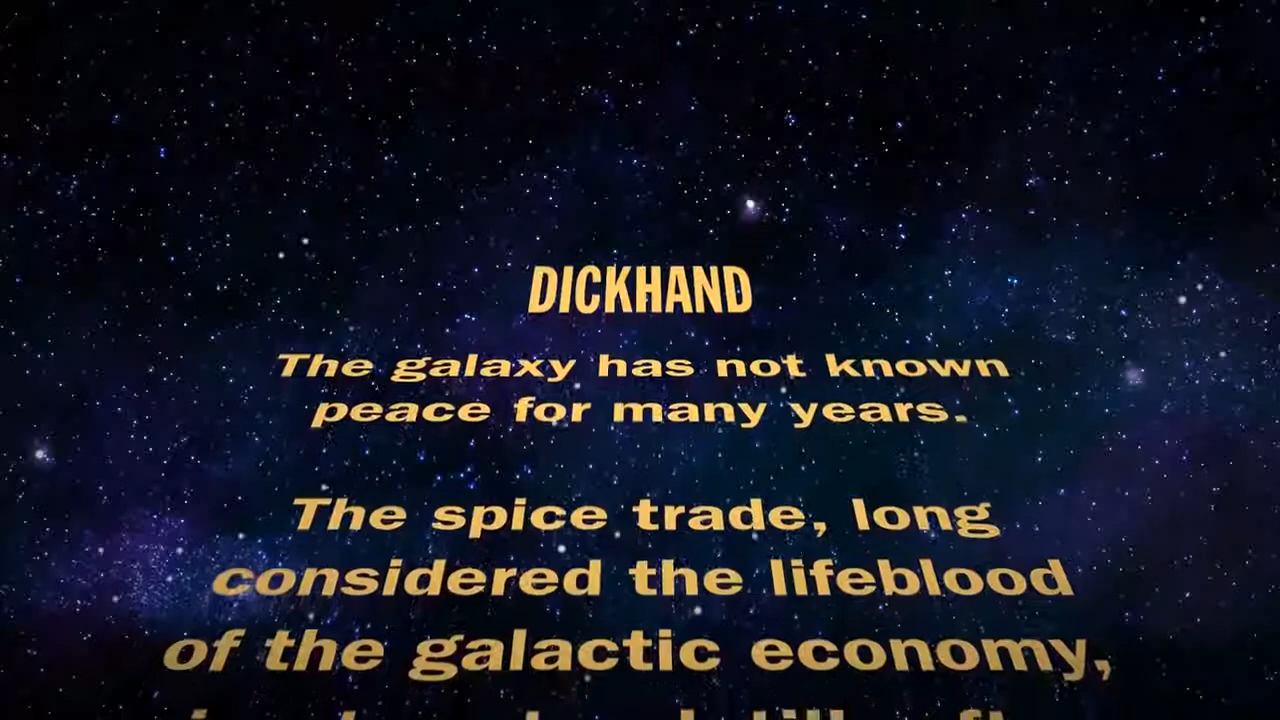 DICKHAND
The galaxy has not known
peace for many years.
The spice trade, long
considered the lifeblood
of the galactic economy,